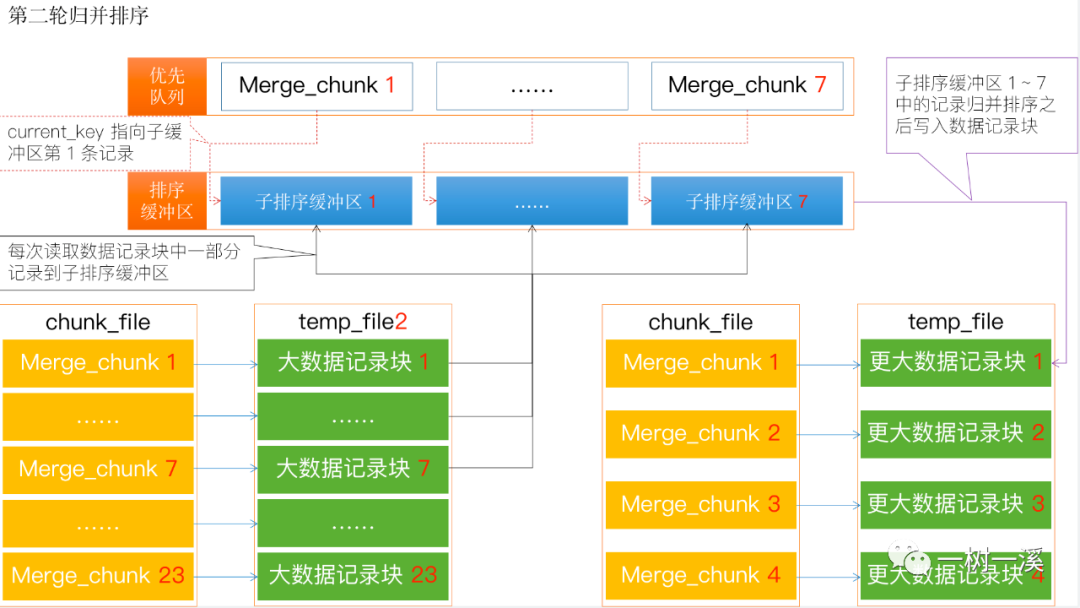 第二轮归并排序
优先
队列
Merge_chunk 1
……
Merge_chunk 7
子排序缓冲区 1 ~ 7
中的记录归并排序之
后写入数据记录块
current_key 指向子缓
冲区第 1 条记录
排序
缓冲区
子排序缓冲区 1
……
子排序缓冲区 7
每次读取数据记录块中一部分
记录到子排序缓冲区
chunk_file
Merge_chunk 1
……
Merge_chunk 7
……
Merge_chunk 23
temp_file2
大数据记录块 1
……
大数据记录块 7
……
大数据记录块 23
chunk_file
Merge_chunk 1
Merge_chunk 2
Merge_chunk 3
Merge_chunk 4
temp_file
更大数据记录块 1
更大数据记录块 2
更大数据记录块 3
更大数据记录块 4
一树一溪